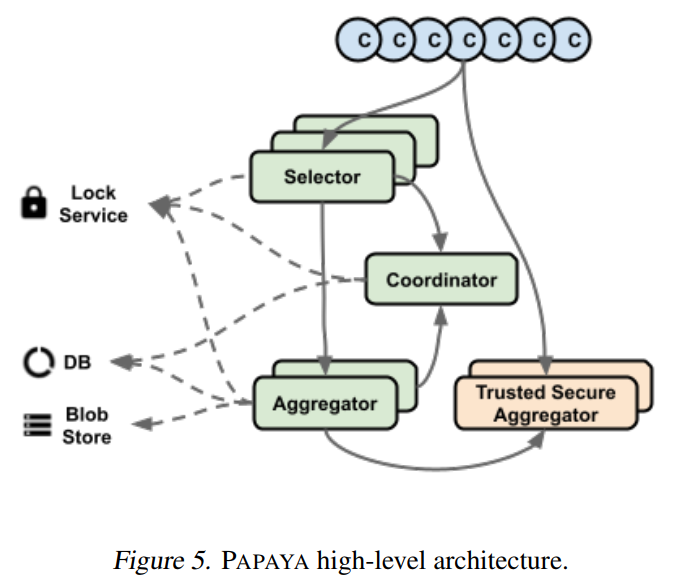 C C C C C C C
Selector
Lock
Service
Coordinator
DB
Aggregator
Trusted Secure
Aggregator
Blob
Store
Figure 5. PAPAYA high-level architecture.